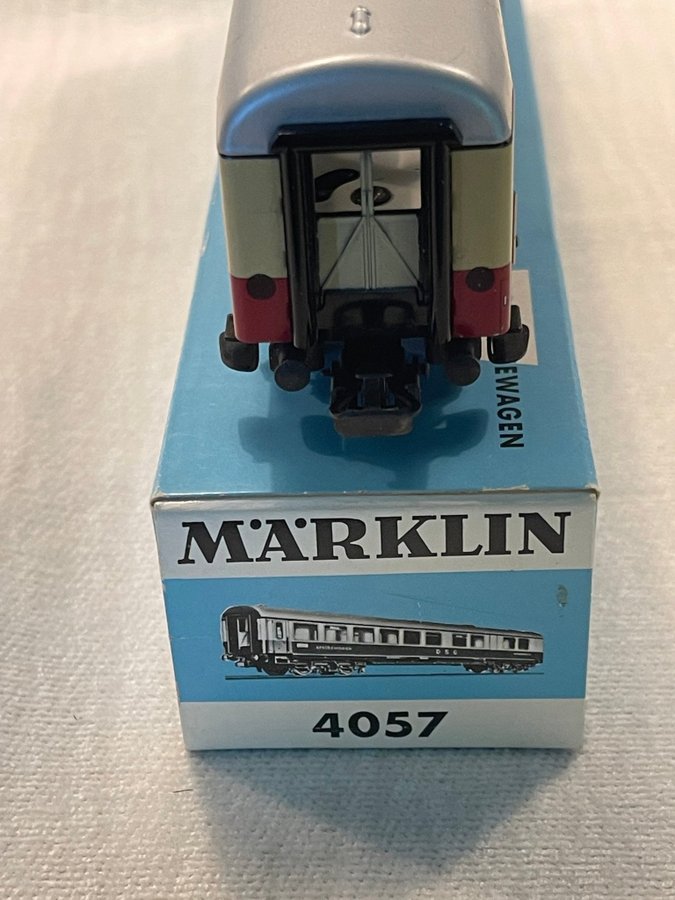 EWAGEN
MÄRKLIN
SPEISEWAGEN
DSG
4057